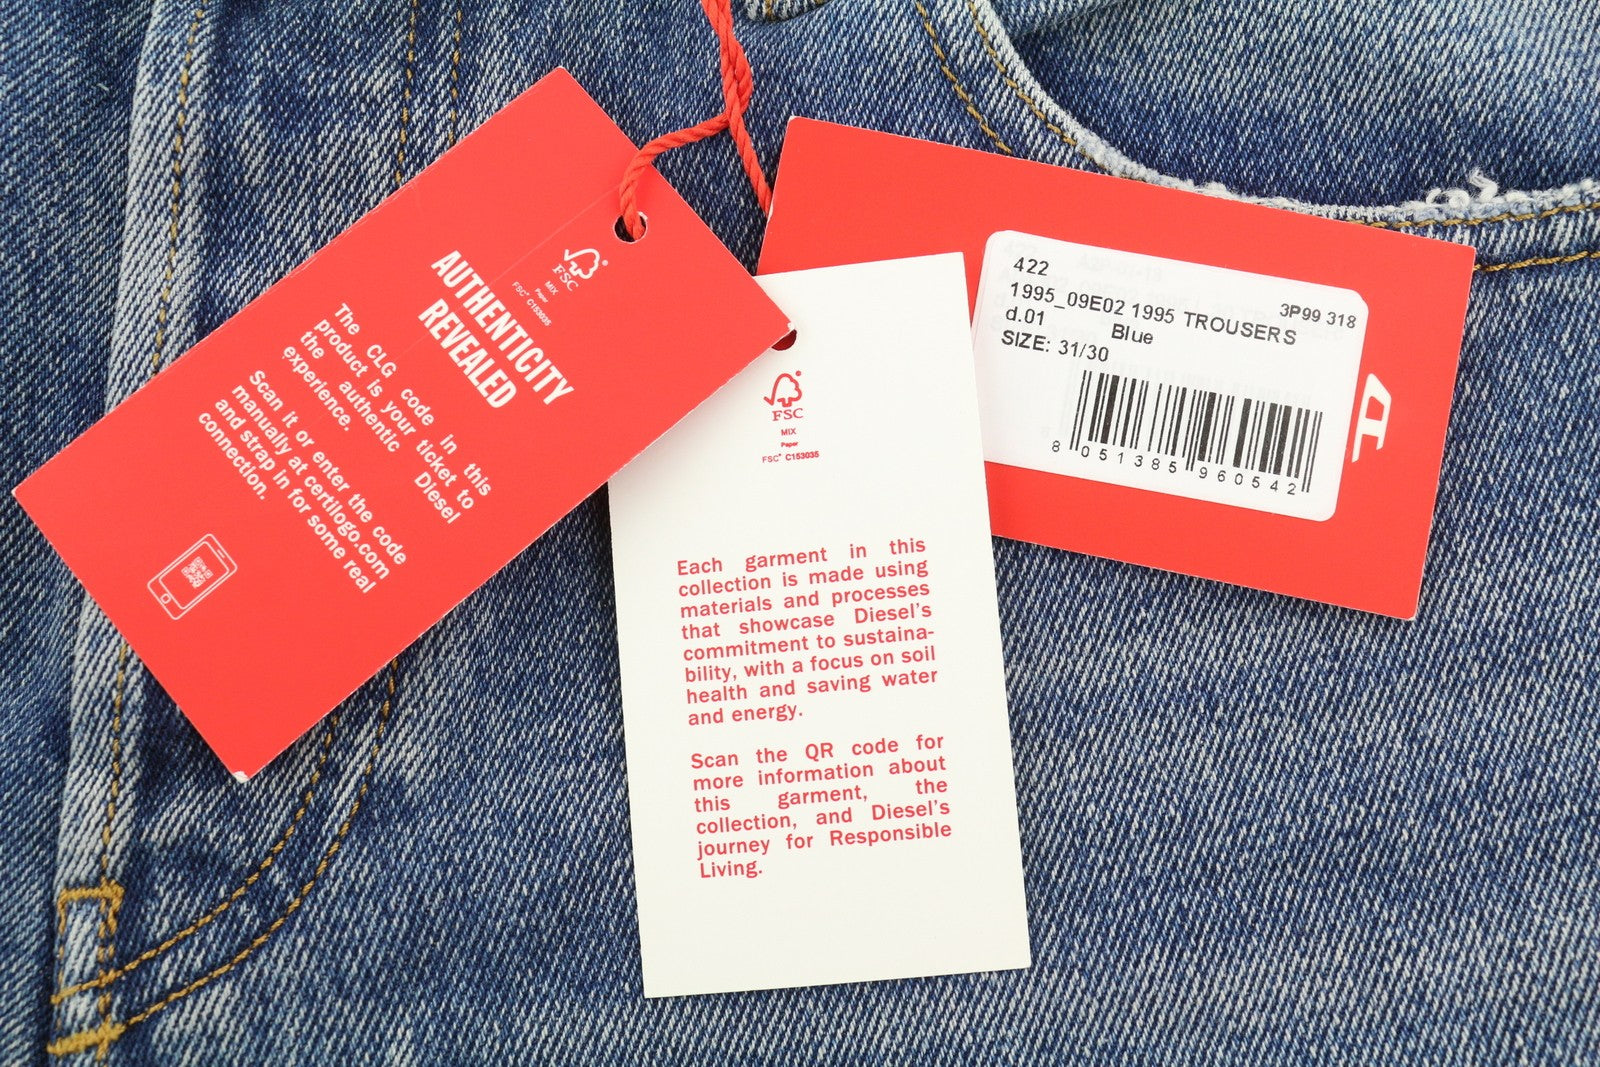 AUTHENTICITY
REVEALED
The CLG code in this
product is your ticket to
the authentic Diesel
experience.
Scan it or enter the code
manually at certilogo.com
and strap in for some real
connection.
FSC
MIX
Paper
FSC® C153035
FSC
MIX
Paper
FSC® C153035
Each garment in this
collection is made using
materials and processes
that showcase Diesel's
commitment to sustaina-
bility, with a focus on soil
health and saving water
and energy.
Scan the QR code for
more information about
this garment, the
collection, and Diesel's
journey for Responsible
Living.
422
3P99 318
1995_09E02 1995 TROUSERS
d.01 Blue
SIZE: 31/30
8 051385 960542
D